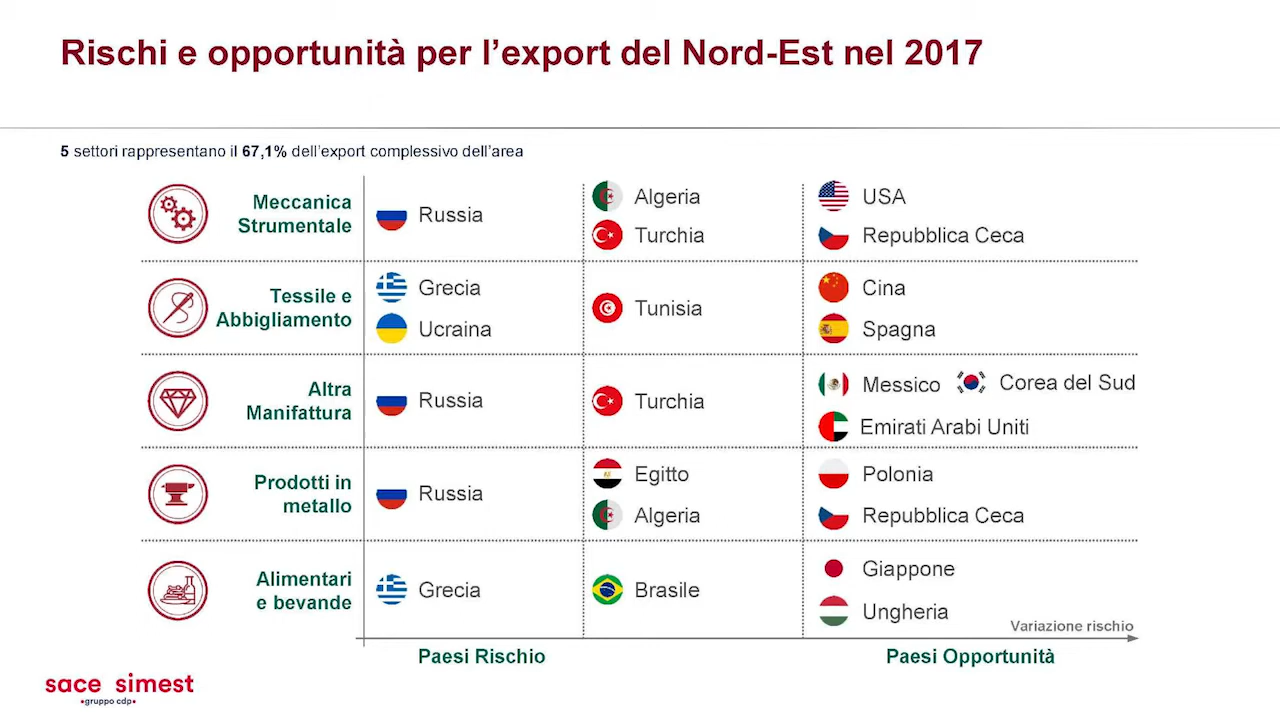 Rischi e opportunità per l’export del Nord-Est nel 2017
5 settori rappresentano il 67,1% dell’export complessivo dell’area
Meccanica
Strumentale
Russia
Algeria
Turchia
USA
Repubblica Ceca
Tessile e
Abbigliamento
Grecia
Ucraina
Tunisia
Cina
Spagna
Altra
Manifattura
Russia
Turchia
Messico
Corea del Sud
Emirati Arabi Uniti
Prodotti in
metallo
Russia
Egitto
Algeria
Polonia
Repubblica Ceca
Alimentari
e bevande
Grecia
Brasile
Giappone
Ungheria
Variazione rischio
Paesi Rischio
Paesi Opportunità
sace simest
•gruppo cdp•